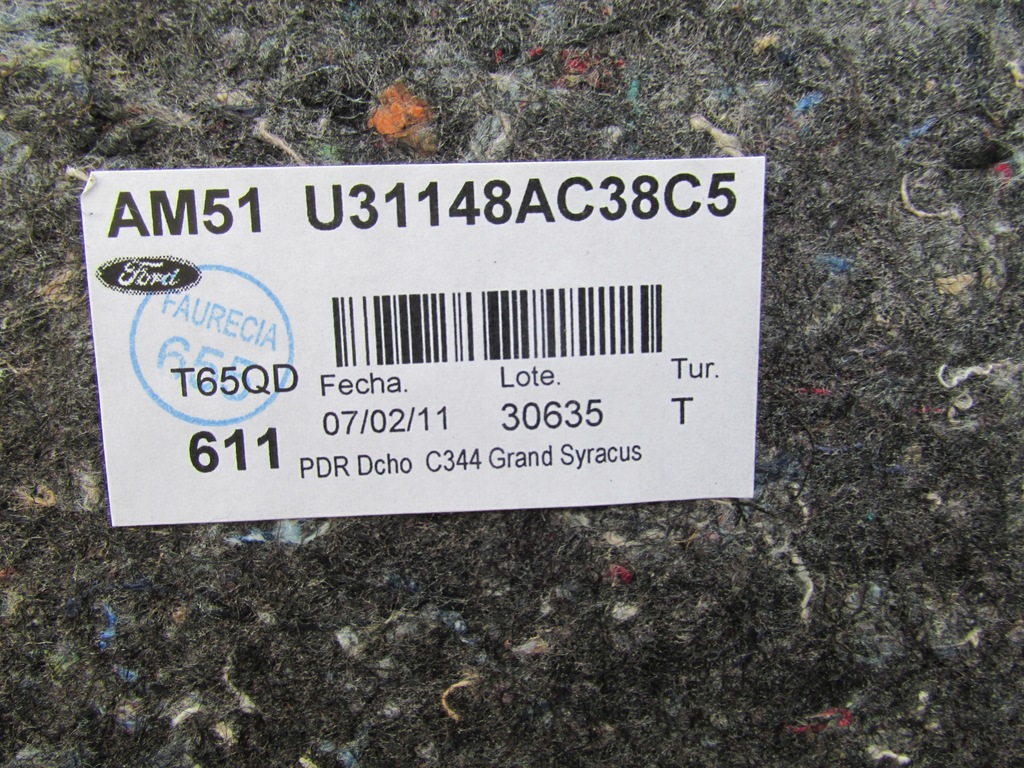 AM51 U31148AC38C5
Ford
FAURECIA
T65QD
Fecha. Lote. Tur.
07/02/11 30635 T
611
PDR Dcho C344 Grand Syracus